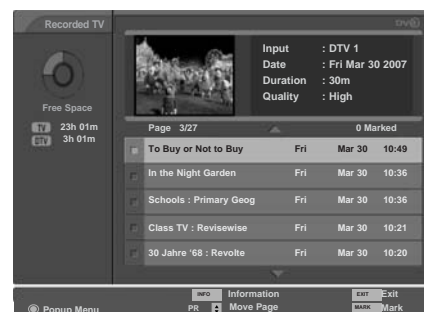 Recorded TV
DVR
Input : DTV 1
Date : Fri Mar 30 2007
Duration : 30m
Quality : High
Free Space
TV 23h 01m
DTV 3h 01m
Page 3/27 0 Marked
To Buy or Not to Buy Fri Mar 30 10:49
In the Night Garden Fri Mar 30 10:36
Schools : Primary Geog Fri Mar 30 10:36
Class TV : Revisewise Fri Mar 30 10:21
30 Jahre '68 : Revolte Fri Mar 30 10:20
INFO Information EXIT Exit
Popup Menu PR Move Page MARK Mark